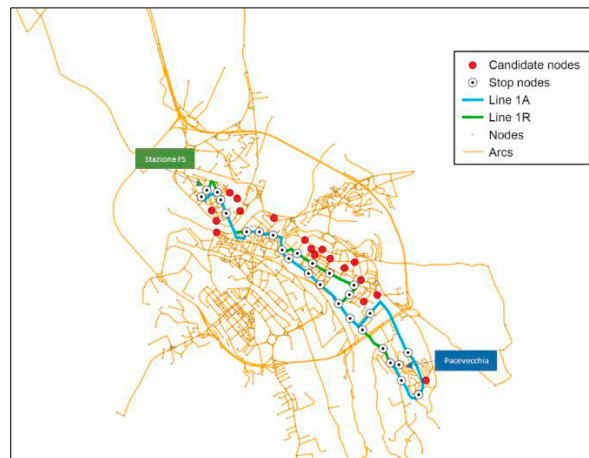 Candidate nodes
Stop nodes
Line 1A
Line 1R
Nodes
Arcs
Stazione FS
Pacevecchia